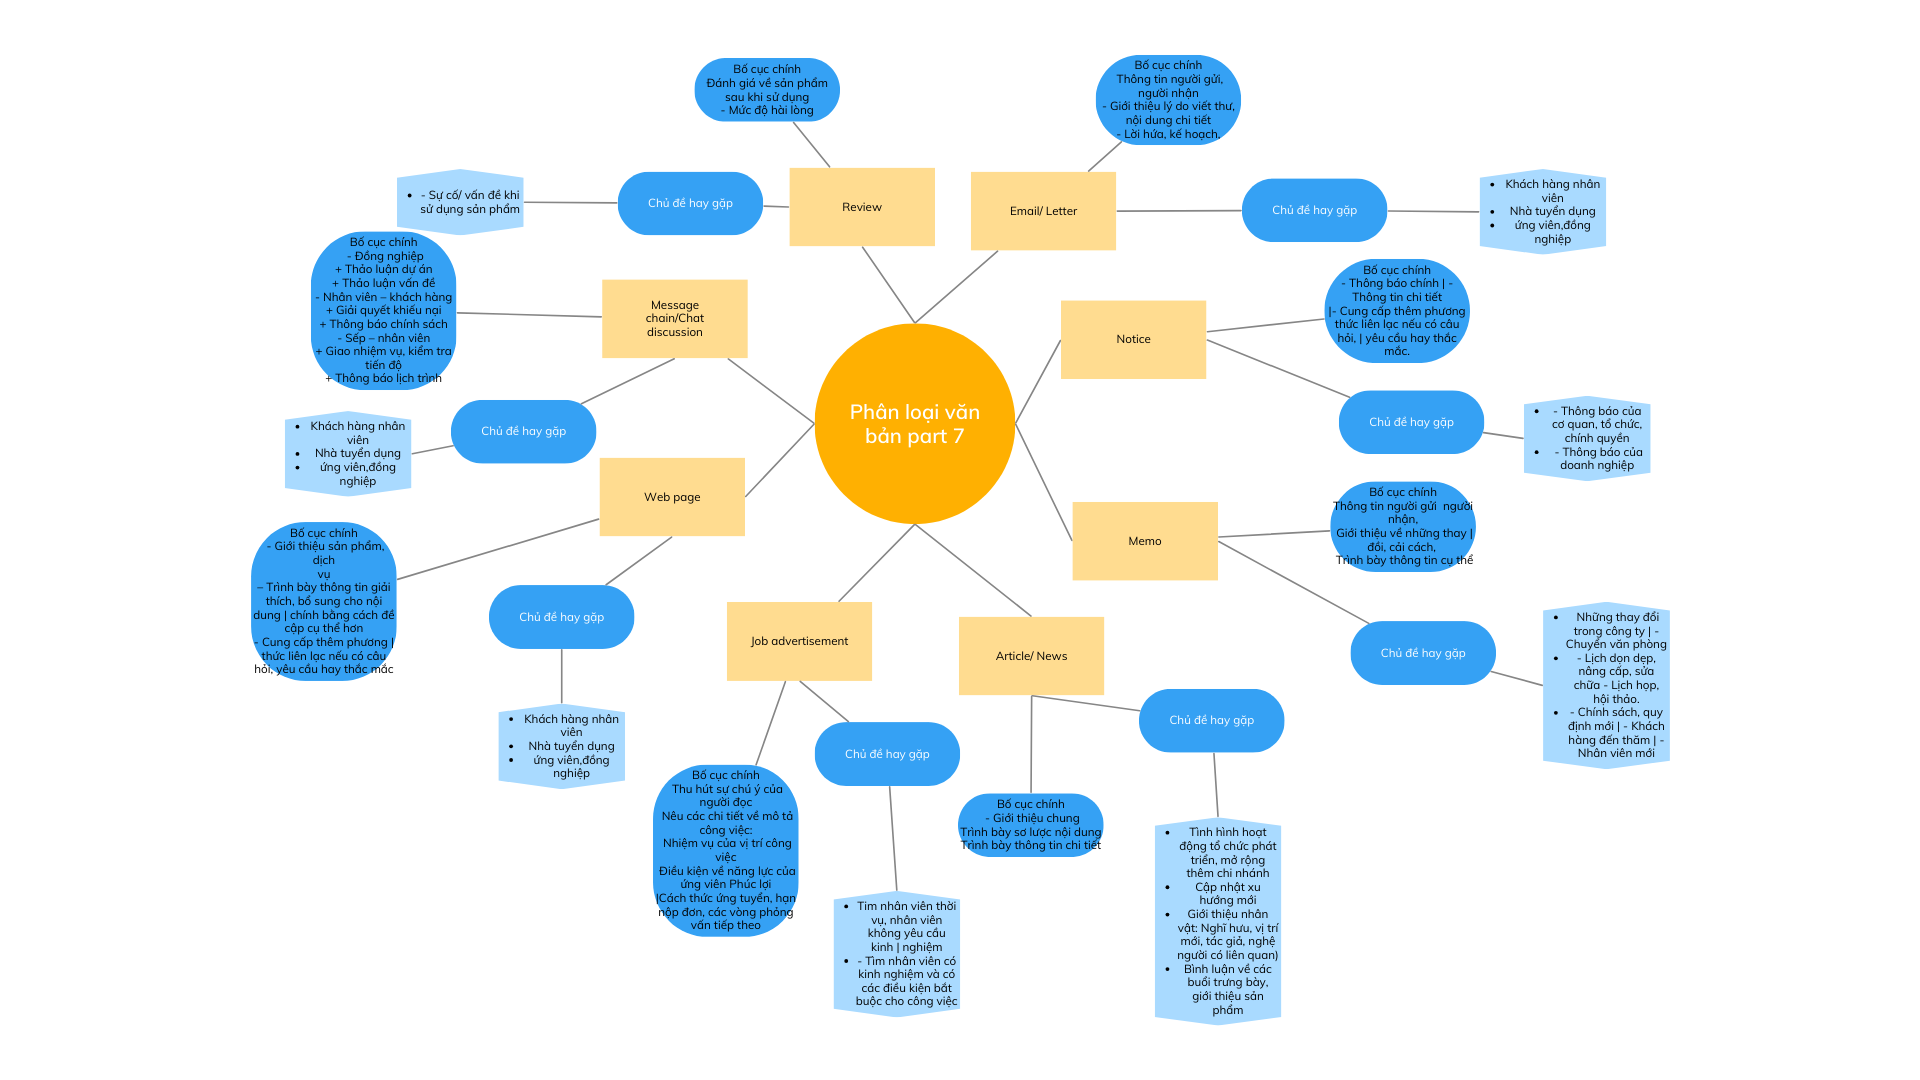 Phân loại văn
bản part 7
Review
Bố cục chính
Đánh giá về sản phẩm
sau khi sử dụng
- Mức độ hài lòng
Chủ đề hay gặp
- Sự cố/ vấn đề khi
sử dụng sản phẩm
Email/ Letter
Bố cục chính
Thông tin người gửi,
người nhận
- Giới thiệu lý do viết thư,
nội dung chi tiết
- Lời hứa, kế hoạch,
Chủ đề hay gặp
Khách hàng nhân
viên
Nhà tuyển dụng
ứng viên,đồng
nghiệp
Message
chain/Chat
discussion
Bố cục chính
- Đồng nghiệp
+ Thảo luận dự án
+ Thảo luận vấn đề
- Nhân viên – khách hàng
+ Giải quyết khiếu nại
+ Thông báo chính sách
- Sếp – nhân viên
+ Giao nhiệm vụ, kiểm tra
tiến độ
+ Thông báo lịch trình
Chủ đề hay gặp
Khách hàng nhân
viên
Nhà tuyển dụng
ứng viên,đồng
nghiệp
Notice
Bố cục chính
- Thông báo chính | -
Thông tin chi tiết
|- Cung cấp thêm phương
thức liên lạc nếu có câu
hỏi, | yêu cầu hay thắc
mắc.
Chủ đề hay gặp
- Thông báo của
cơ quan, tổ chức,
chính quyền
- Thông báo của
doanh nghiệp
Web page
Bố cục chính
- Giới thiệu sản phẩm,
dịch
vụ
– Trình bày thông tin giải
thích, bổ sung cho nội
dung | chính bằng cách đề
cập cụ thể hơn
- Cung cấp thêm phương |
thức liên lạc nếu có câu
hỏi, yêu cầu hay thắc mắc
Chủ đề hay gặp
Khách hàng nhân
viên
Nhà tuyển dụng
ứng viên,đồng
nghiệp
Memo
Bố cục chính
Thông tin người gửi  người
nhận,
Giới thiệu về những thay |
đồi, cải cách,
Trình bày thông tin cụ thể
Chủ đề hay gặp
Những thay đổi
trong công ty | -
Chuyển văn phòng
- Lịch dọn dẹp,
nâng cấp, sửa
chữa - Lịch họp,
hội thảo.
- Chính sách, quy
định mới | - Khách
hàng đến thăm | -
Nhân viên mới
Job advertisement
Bố cục chính
Thu hút sự chú ý của
người đọc
Nêu các chi tiết về mô tả
công việc:
Nhiệm vụ của vị trí công
việc
Điều kiện về năng lực của
ứng viên Phúc lợi
|Cách thức ứng tuyển, hạn
nộp đơn, các vòng phỏng
vấn tiếp theo
Chủ đề hay gặp
Tìm nhân viên thời
vụ, nhân viên
không yêu cầu
kinh | nghiệm
- Tìm nhân viên có
kinh nghiệm và có
các điều kiện bắt
buộc cho công việc
Article/ News
Bố cục chính
- Giới thiệu chung
Trình bày sơ lược nội dung
Trình bày thông tin chi tiết
Chủ đề hay gặp
Tình hình hoạt
động tổ chức phát
triển, mở rộng
thêm chi nhánh
Cập nhật xu
hướng mới
Giới thiệu nhân
vật: Nghĩ hưu, vị trí
mới, tác giả, nghệ
người có liên quan)
Bình luận về các
buổi trưng bày,
giới thiệu sản
phẩm